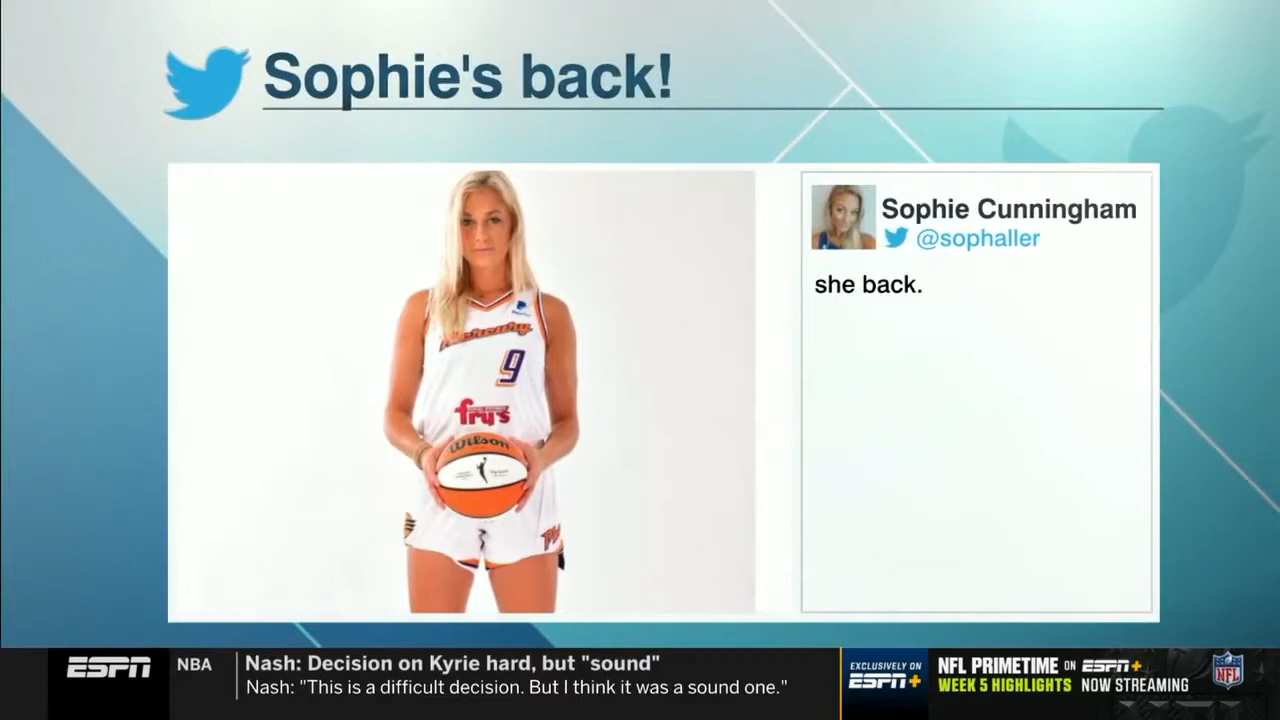 Sophie's back!
Sophie Cunningham
@sophaller
she back.
PayPal
Mercury
9
fry's
Wilson
ESPN
NBA
Nash: Decision on Kyrie hard, but "sound"
Nash: "This is a difficult decision. But I think it was a sound one."
EXCLUSIVELY ON
ESPN+
NFL PRIMETIME ON ESPN+
WEEK 5 HIGHLIGHTS NOW STREAMING
NFL